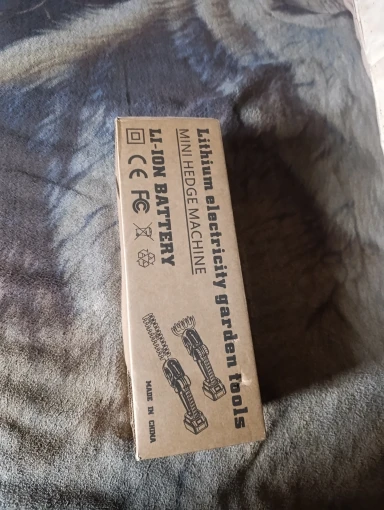 Lithium electricity garden tools
MINI HEDGE MACHINE
LI-ION BATTERY
CE FC
MADE IN CHINA